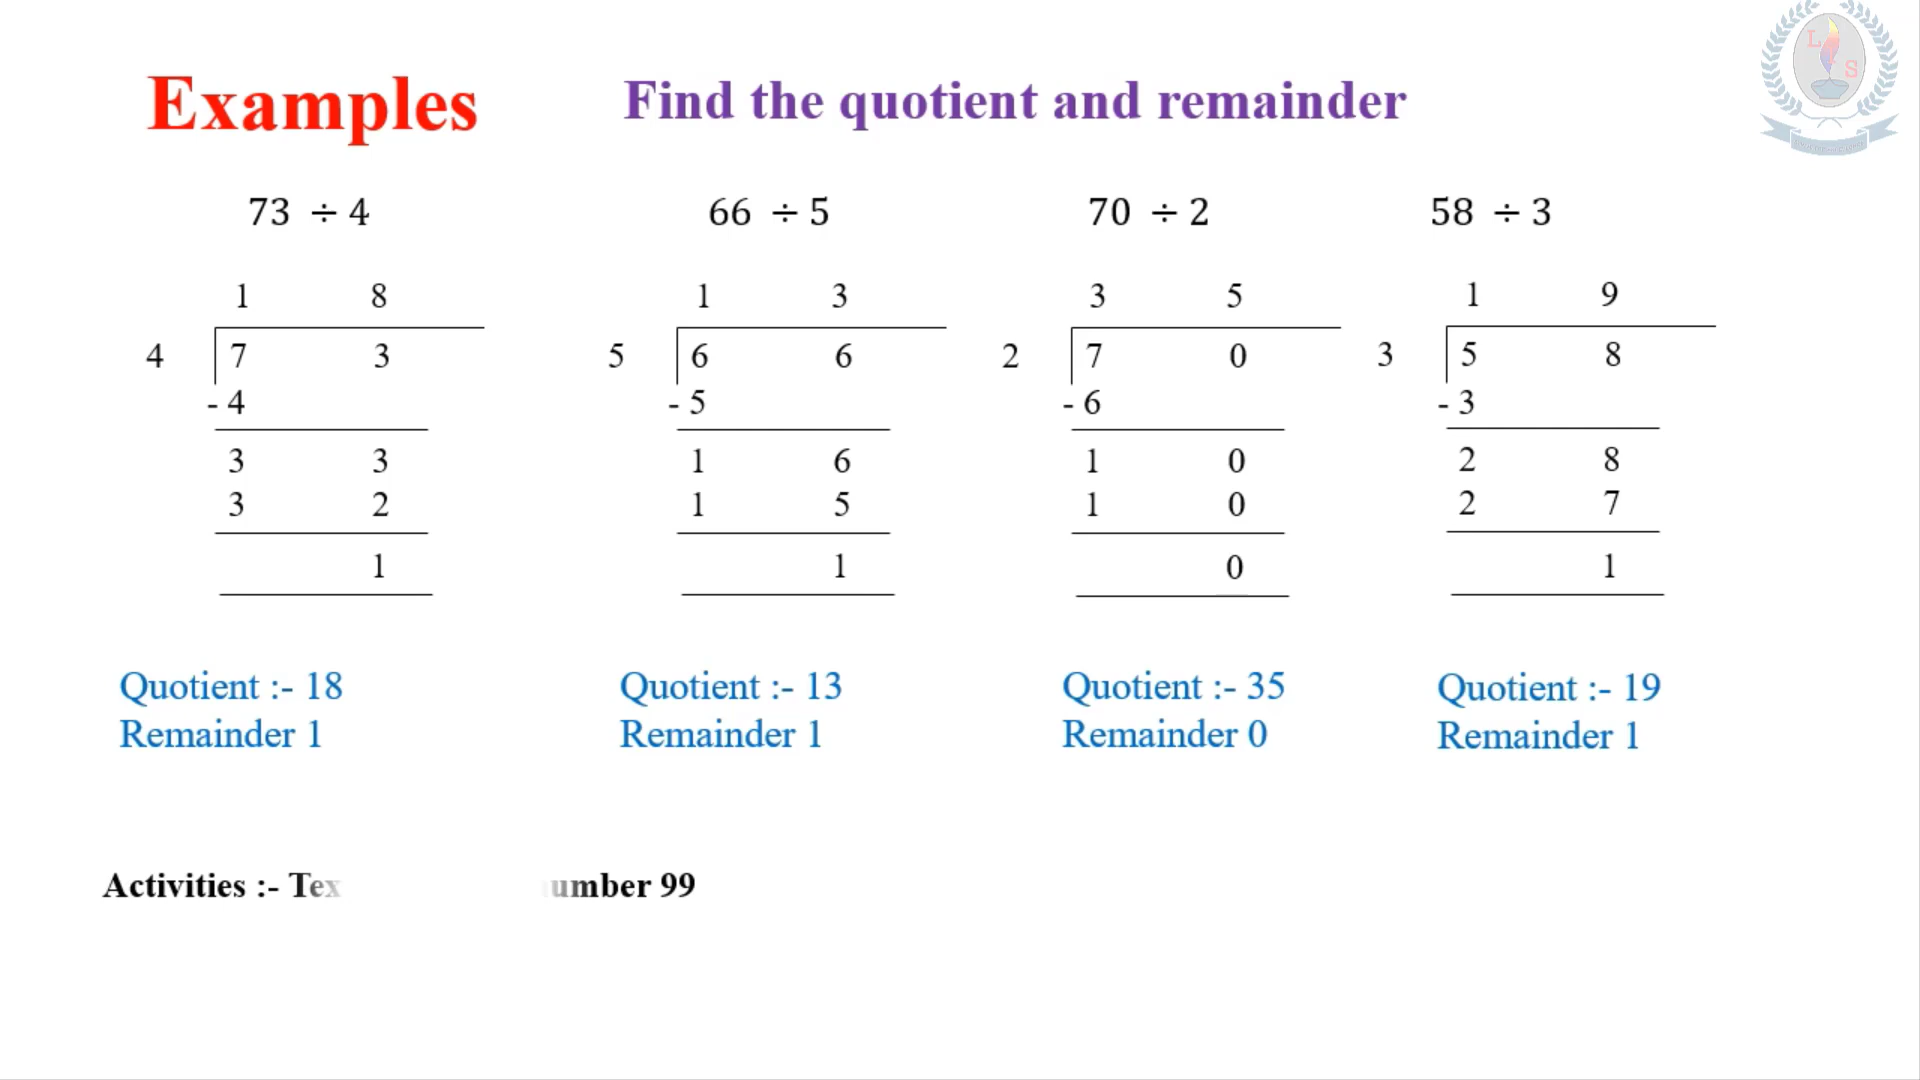 Examples
Find the quotient and remainder
73 ÷ 4
66 ÷ 5
70 ÷ 2
58 ÷ 3
1 8
4 7 3
- 4
3 3
3 2
1
1 3
5 6 6
- 5
1 6
1 5
1
3 5
2 7 0
- 6
1 0
1 0
0
1 9
3 5 8
- 3
2 8
2 7
1
Quotient :- 18
Remainder 1
Quotient :- 13
Remainder 1
Quotient :- 35
Remainder 0
Quotient :- 19
Remainder 1
Activities :- 99
L
S